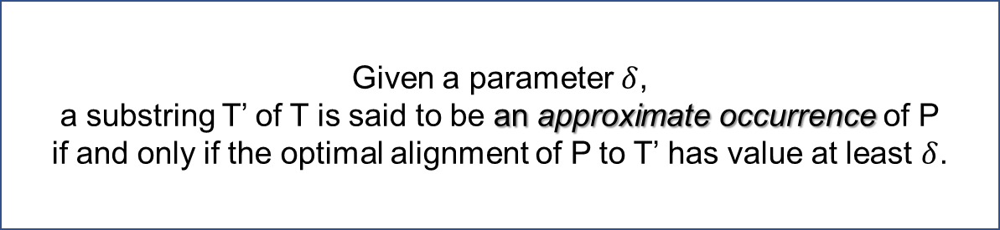 Given a parameter 𝛿,
a substring T’ of T is said to be an approximate occurrence of P
if and only if the optimal alignment of P to T’ has value at least 𝛿.